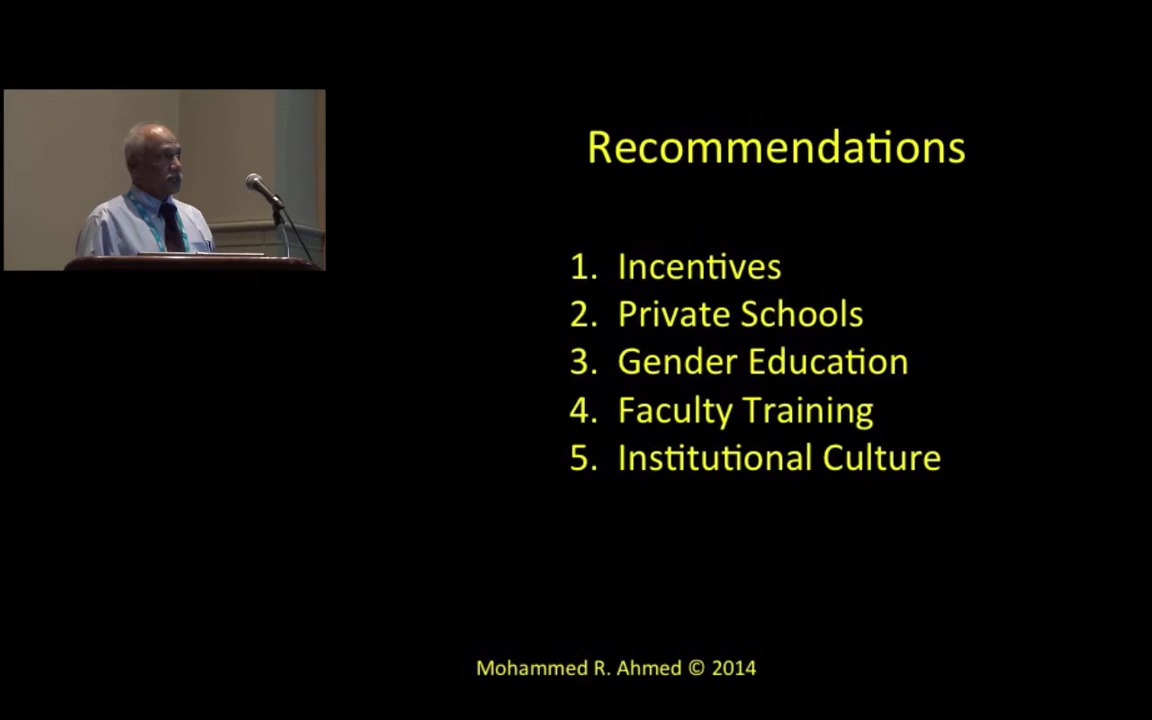 Recommendations
1. Incentives
2. Private Schools
3. Gender Education
4. Faculty Training
5. Institutional Culture
Mohammed R. Ahmed © 2014